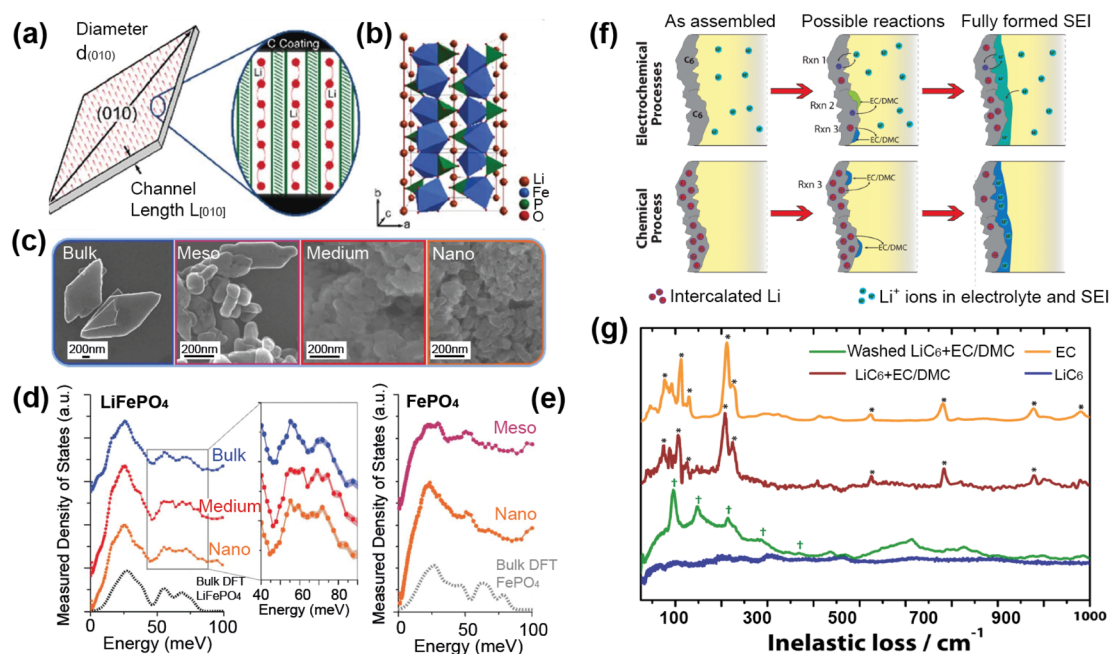 (a)
Diameter
d(010)
(010)
Channel
Length L[010]
C Coating
Li
Li
Li
(b)
b
c
a
Li
Fe
P
O
(c)
Bulk
200nm
Meso
200nm
Medium
200nm
Nano
200nm
(d)
LiFePO4
Measured Density of States (a.u.)
Bulk
Medium
Nano
Bulk DFT
LiFePO4
0 50 100
Energy (meV)
40 60 80
Energy (meV)
(e)
FePO4
Measured Density of States (a.u.)
Meso
Nano
Bulk DFT
FePO4
0 50 100
Energy (meV)
(f)
As assembled
Possible reactions
Fully formed SEI
Electrochemical
Processes
C6
C6
Rxn 1
Rxn 2
Rxn 3
EC/DMC
EC/DMC
Chemical
Process
Rxn 3
EC/DMC
EC/DMC
Intercalated Li
Li+ ions in electrolyte and SEI
(g)
Washed LiC6+EC/DMC
EC
LiC6+EC/DMC
LiC6
* * * * * * * * *
* * * * * * * *
† † † † †
100 300 500 700 900 1000
Inelastic loss / cm-1